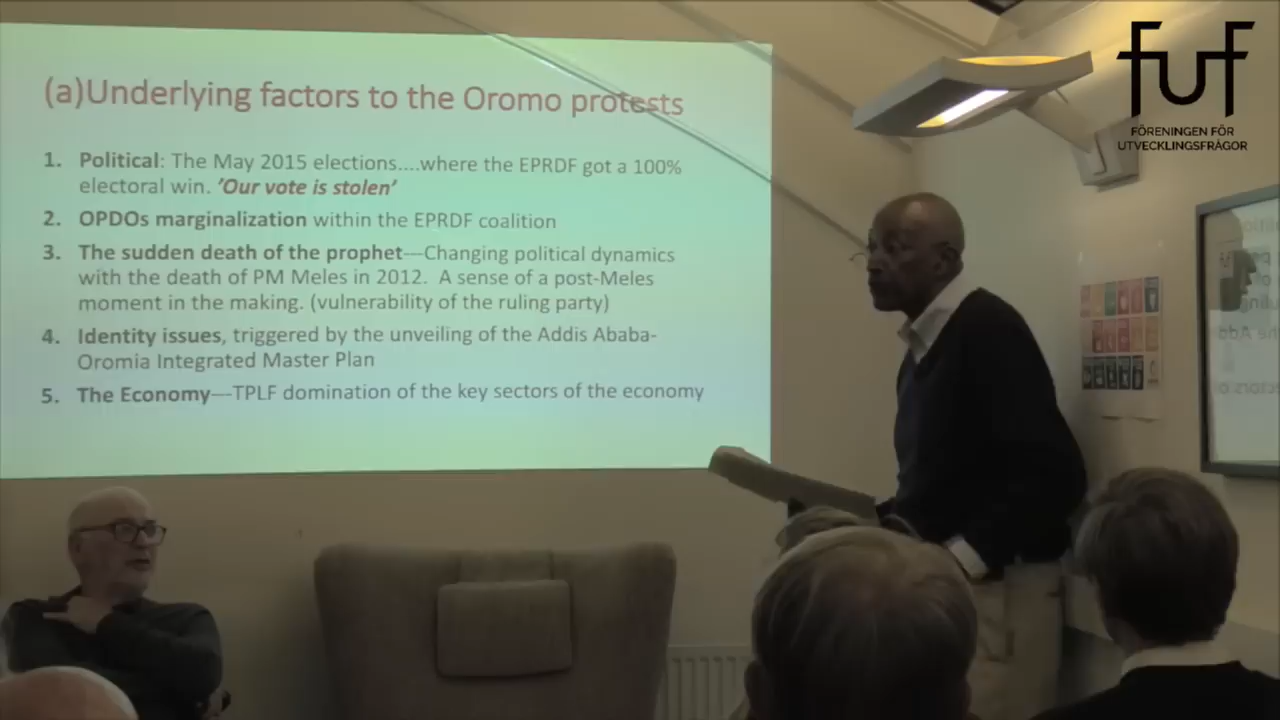 fuf
FÖRENINGEN FÖR
UTVECKLINGSFRÅGOR
(a)Underlying factors to the Oromo protests
1. Political: The May 2015 elections....where the EPRDF got a 100%
electoral win. 'Our vote is stolen'
2. OPDOs marginalization within the EPRDF coalition
3. The sudden death of the prophet---Changing political dynamics
with the death of PM Meles in 2012. A sense of a post-Meles
moment in the making. (vulnerability of the ruling party)
4. Identity issues, triggered by the unveiling of the Addis Ababa-
Oromia Integrated Master Plan
5. The Economy---TPLF domination of the key sectors of the economy